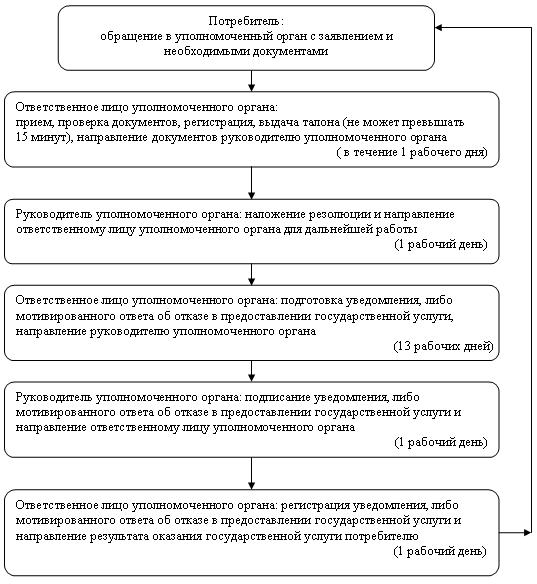 Потребитель:
обращение в уполномоченный орган с заявлением и
необходимыми документами
Ответственное лицо уполномоченного органа:
прием, проверка документов, регистрация, выдача талона (не может превышать
15 минут), направление документов руководителю уполномоченного органа
( в течение 1 рабочего дня)
Руководитель уполномоченного органа: наложение резолюции и направление
ответственному лицу уполномоченного органа для дальнейшей работы
(1 рабочий день)
Ответственное лицо уполномоченного органа: подготовка уведомления, либо
мотивированного ответа об отказе в предоставлении государственной услуги,
направление руководителю уполномоченного органа
(13 рабочих дней)
Руководитель уполномоченного органа: подписание уведомления, либо
мотивированного ответа об отказе в предоставлении государственной услуги и
направление ответственному лицу уполномоченного органа
(1 рабочий день)
Ответственное лицо уполномоченного органа: регистрация уведомления, либо
мотивированного ответа об отказе в предоставлении государственной услуги и
направление результата оказания государственной услуги потребителю
(1 рабочий день)